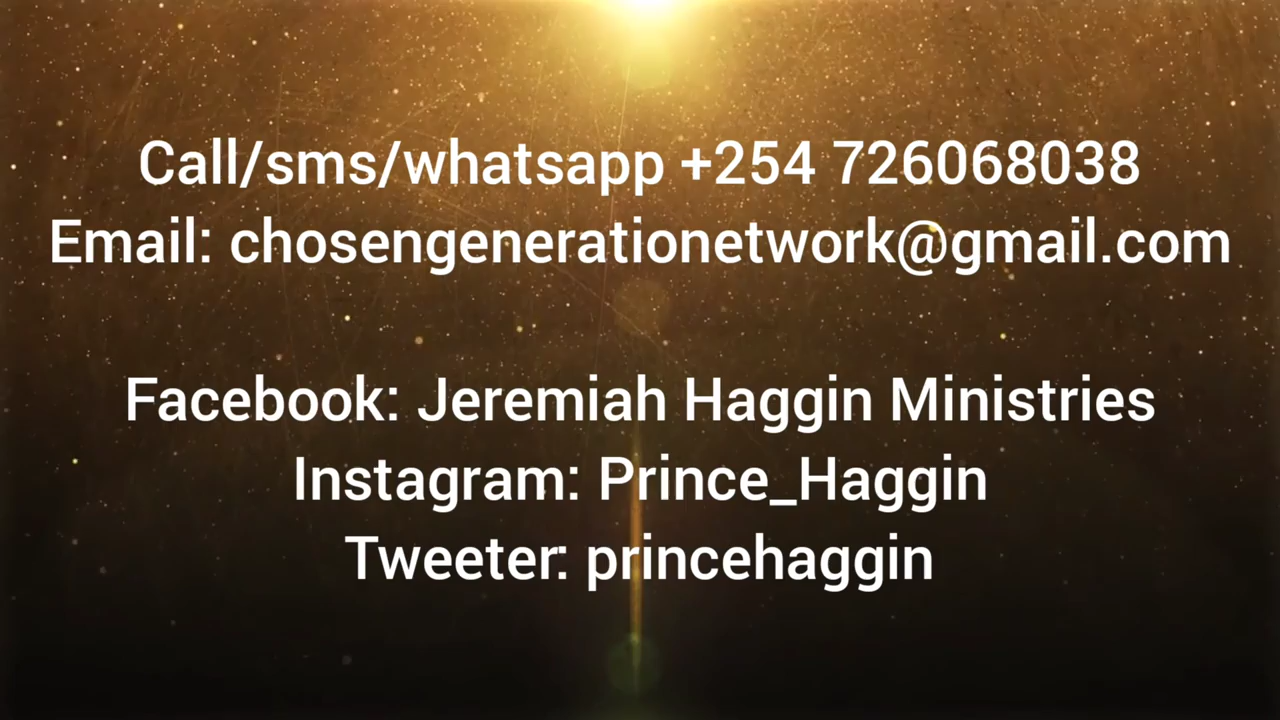 Call/sms/whatsapp +254 726068038
Email: chosengenerationetwork@gmail.com
Facebook: Jeremiah Haggin Ministries
Instagram: Prince_Haggin
Tweeter: princehaggin